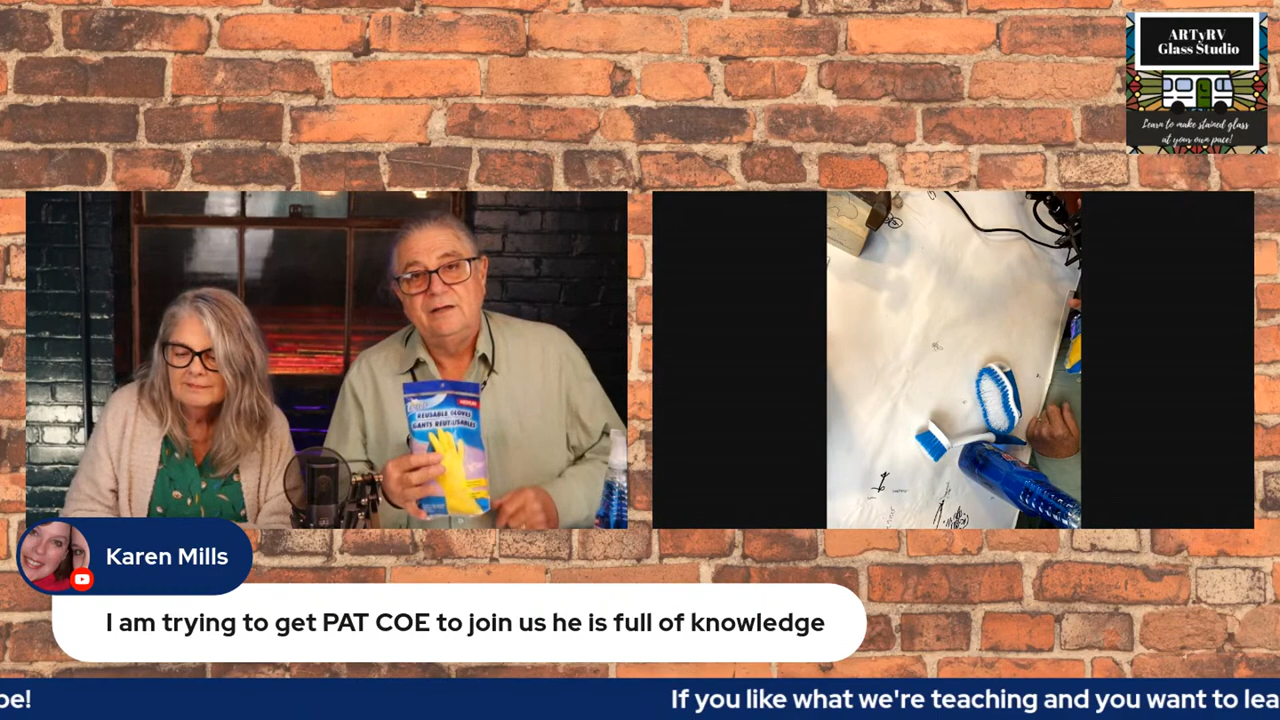 ARTyRV
Glass Studio
Learn to make stained glass
at your own pace!
REUSABLE GLOVES
GANTS RÉUTILISABLES
Karen Mills
I am trying to get PAT COE to join us he is full of knowledge
be!
If you like what we're teaching and you want to lea